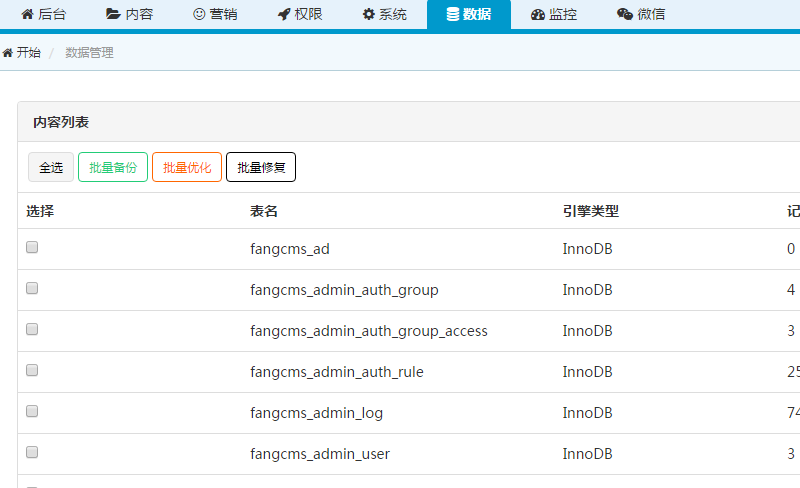 后台 内容 营销 权限 系统 数据 监控 微信
开始 / 数据管理
内容列表
全选 批量备份 批量优化 批量修复
选择 表名 引擎类型 记
fangcms_ad InnoDB 0
fangcms_admin_auth_group InnoDB 4
fangcms_admin_auth_group_access InnoDB 3
fangcms_admin_auth_rule InnoDB 25
fangcms_admin_log InnoDB 74
fangcms_admin_user InnoDB 3